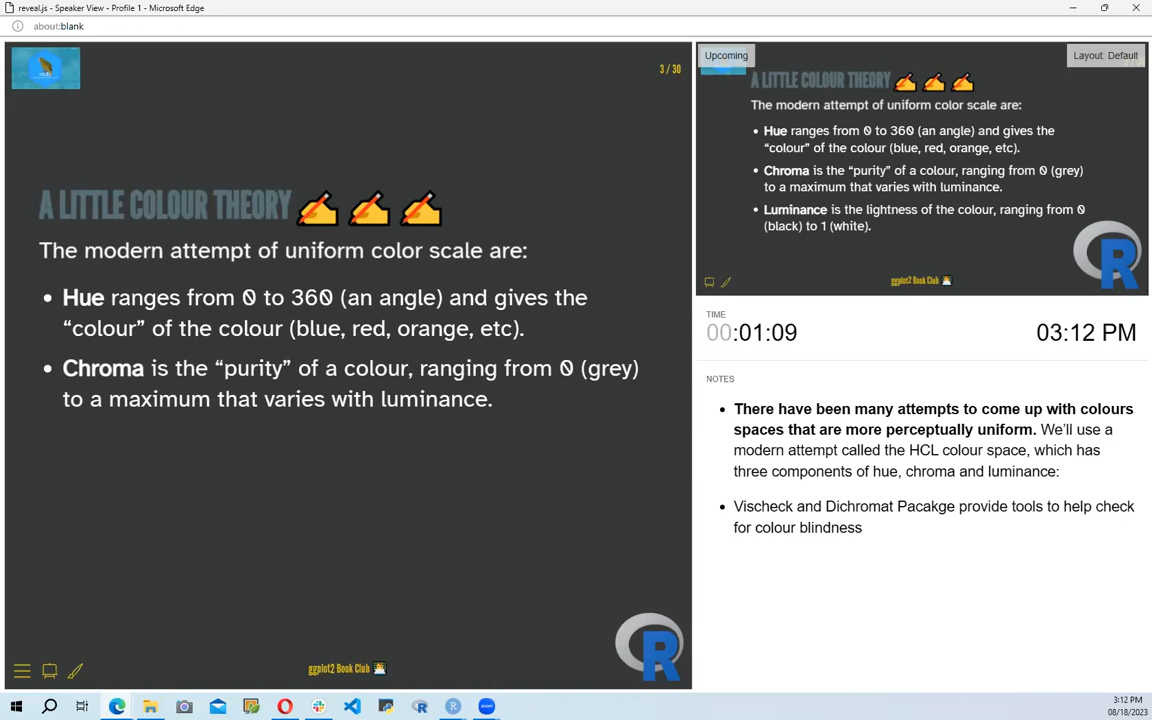 reveal.js - Speaker View - Profile 1 - Microsoft Edge
about:blank
3 / 30
A LITTLE COLOUR THEORY
The modern attempt of uniform color scale are:
• Hue ranges from 0 to 360 (an angle) and gives the
“colour” of the colour (blue, red, orange, etc).
• Chroma is the “purity” of a colour, ranging from 0 (grey)
to a maximum that varies with luminance.
R
ggplot2 Book Club
Upcoming
Layout: Default
A LITTLE COLOUR THEORY
The modern attempt of uniform color scale are:
• Hue ranges from 0 to 360 (an angle) and gives the
“colour” of the colour (blue, red, orange, etc).
• Chroma is the “purity” of a colour, ranging from 0 (grey)
to a maximum that varies with luminance.
• Luminance is the lightness of the colour, ranging from 0
(black) to 1 (white).
R
ggplot2 Book Club
TIME
00:01:09
03:12 PM
NOTES
• There have been many attempts to come up with colours
spaces that are more perceptually uniform. We’ll use a
modern attempt called the HCL colour space, which has
three components of hue, chroma and luminance:
• Vischeck and Dichromat Pacakge provide tools to help check
for colour blindness
3:12 PM
08/18/2023